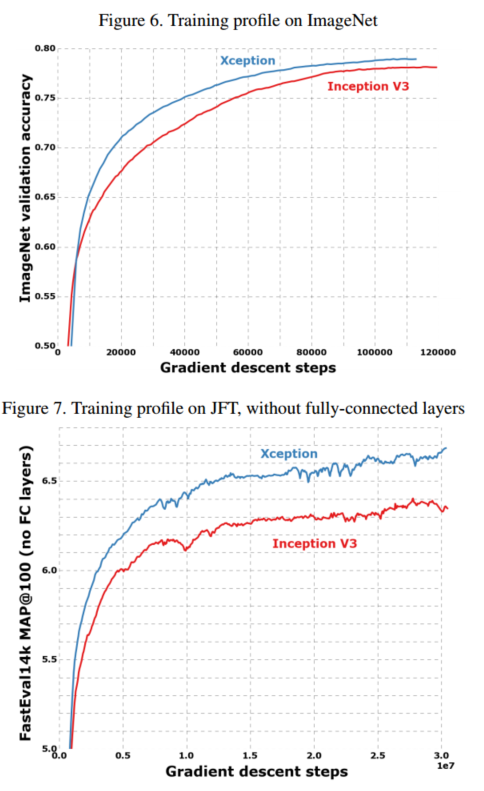 Figure 6. Training profile on ImageNet
0.80
Xception
Inception V3
0.75
0.70
0.65
0.60
0.55
0.50
ImageNet validation accuracy
0 20000 40000 60000 80000 100000 120000
Gradient descent steps
Figure 7. Training profile on JFT, without fully-connected layers
Xception
6.5
Inception V3
6.0
5.5
5.0
FastEval14k MAP@100 (no FC layers)
0.0 0.5 1.0 1.5 2.0 2.5 3.0
1e7
Gradient descent steps